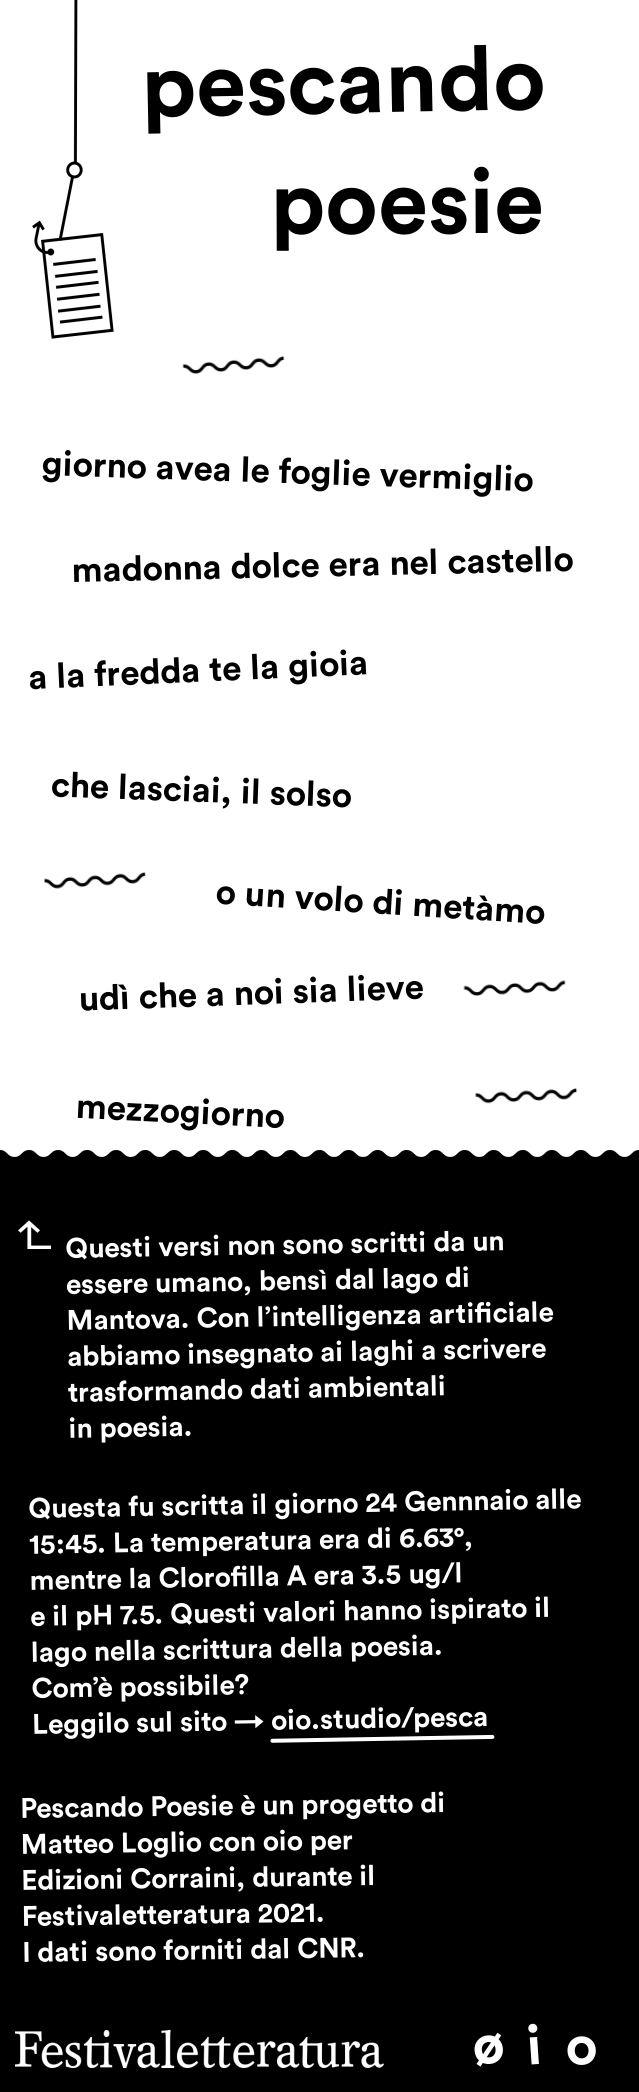 pescando
poesie
giorno avea le foglie vermiglio
madonna dolce era nel castello
a la fredda te la gioia
che lasciai, il solso
o un volo di metàmo
udì che a noi sia lieve
mezzogiorno
Questi versi non sono scritti da un
essere umano, bensì dal lago di
Mantova. Con l’intelligenza artificiale
abbiamo insegnato ai laghi a scrivere
trasformando dati ambientali
in poesia.
Questa fu scritta il giorno 24 Gennnaio alle
15:45. La temperatura era di 6.63°,
mentre la Clorofilla A era 3.5 ug/l
e il pH 7.5. Questi valori hanno ispirato il
lago nella scrittura della poesia.
Com’è possibile?
Leggilo sul sito → oio.studio/pesca
Pescando Poesie è un progetto di
Matteo Loglio con oio per
Edizioni Corraini, durante il
Festivaletteratura 2021.
I dati sono forniti dal CNR.
Festivaletteratura ø i o